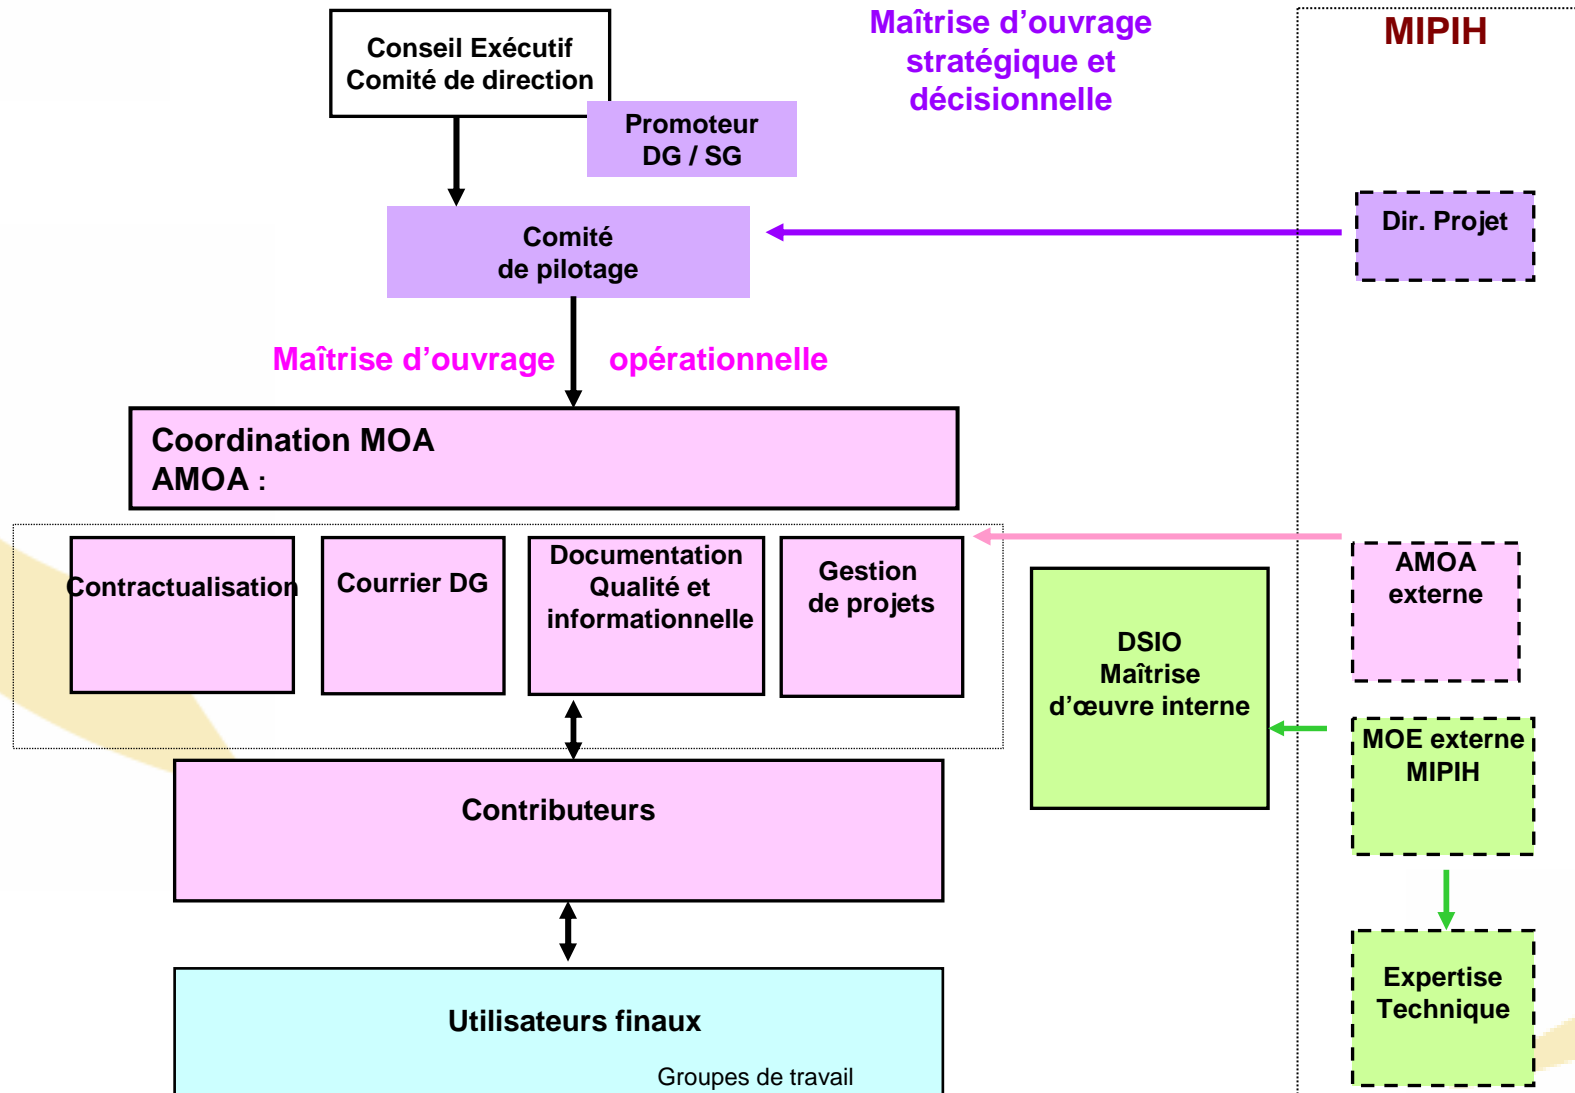 Conseil Exécutif
Comité de direction
Promoteur
DG / SG
Maîtrise d'ouvrage
stratégique et
décisionnelle
MIPIH
Comité
de pilotage
Dir. Projet
Maîtrise d'ouvrage opérationnelle
Coordination MOA
AMOA :
Contractualisation
Courrier DG
Documentation
Qualité et
informationnelle
Gestion
de projets
AMOA
externe
DSIO
Maîtrise
d'œuvre interne
MOE externe
MIPIH
Contributeurs
Expertise
Technique
Utilisateurs finaux
Groupes de travail